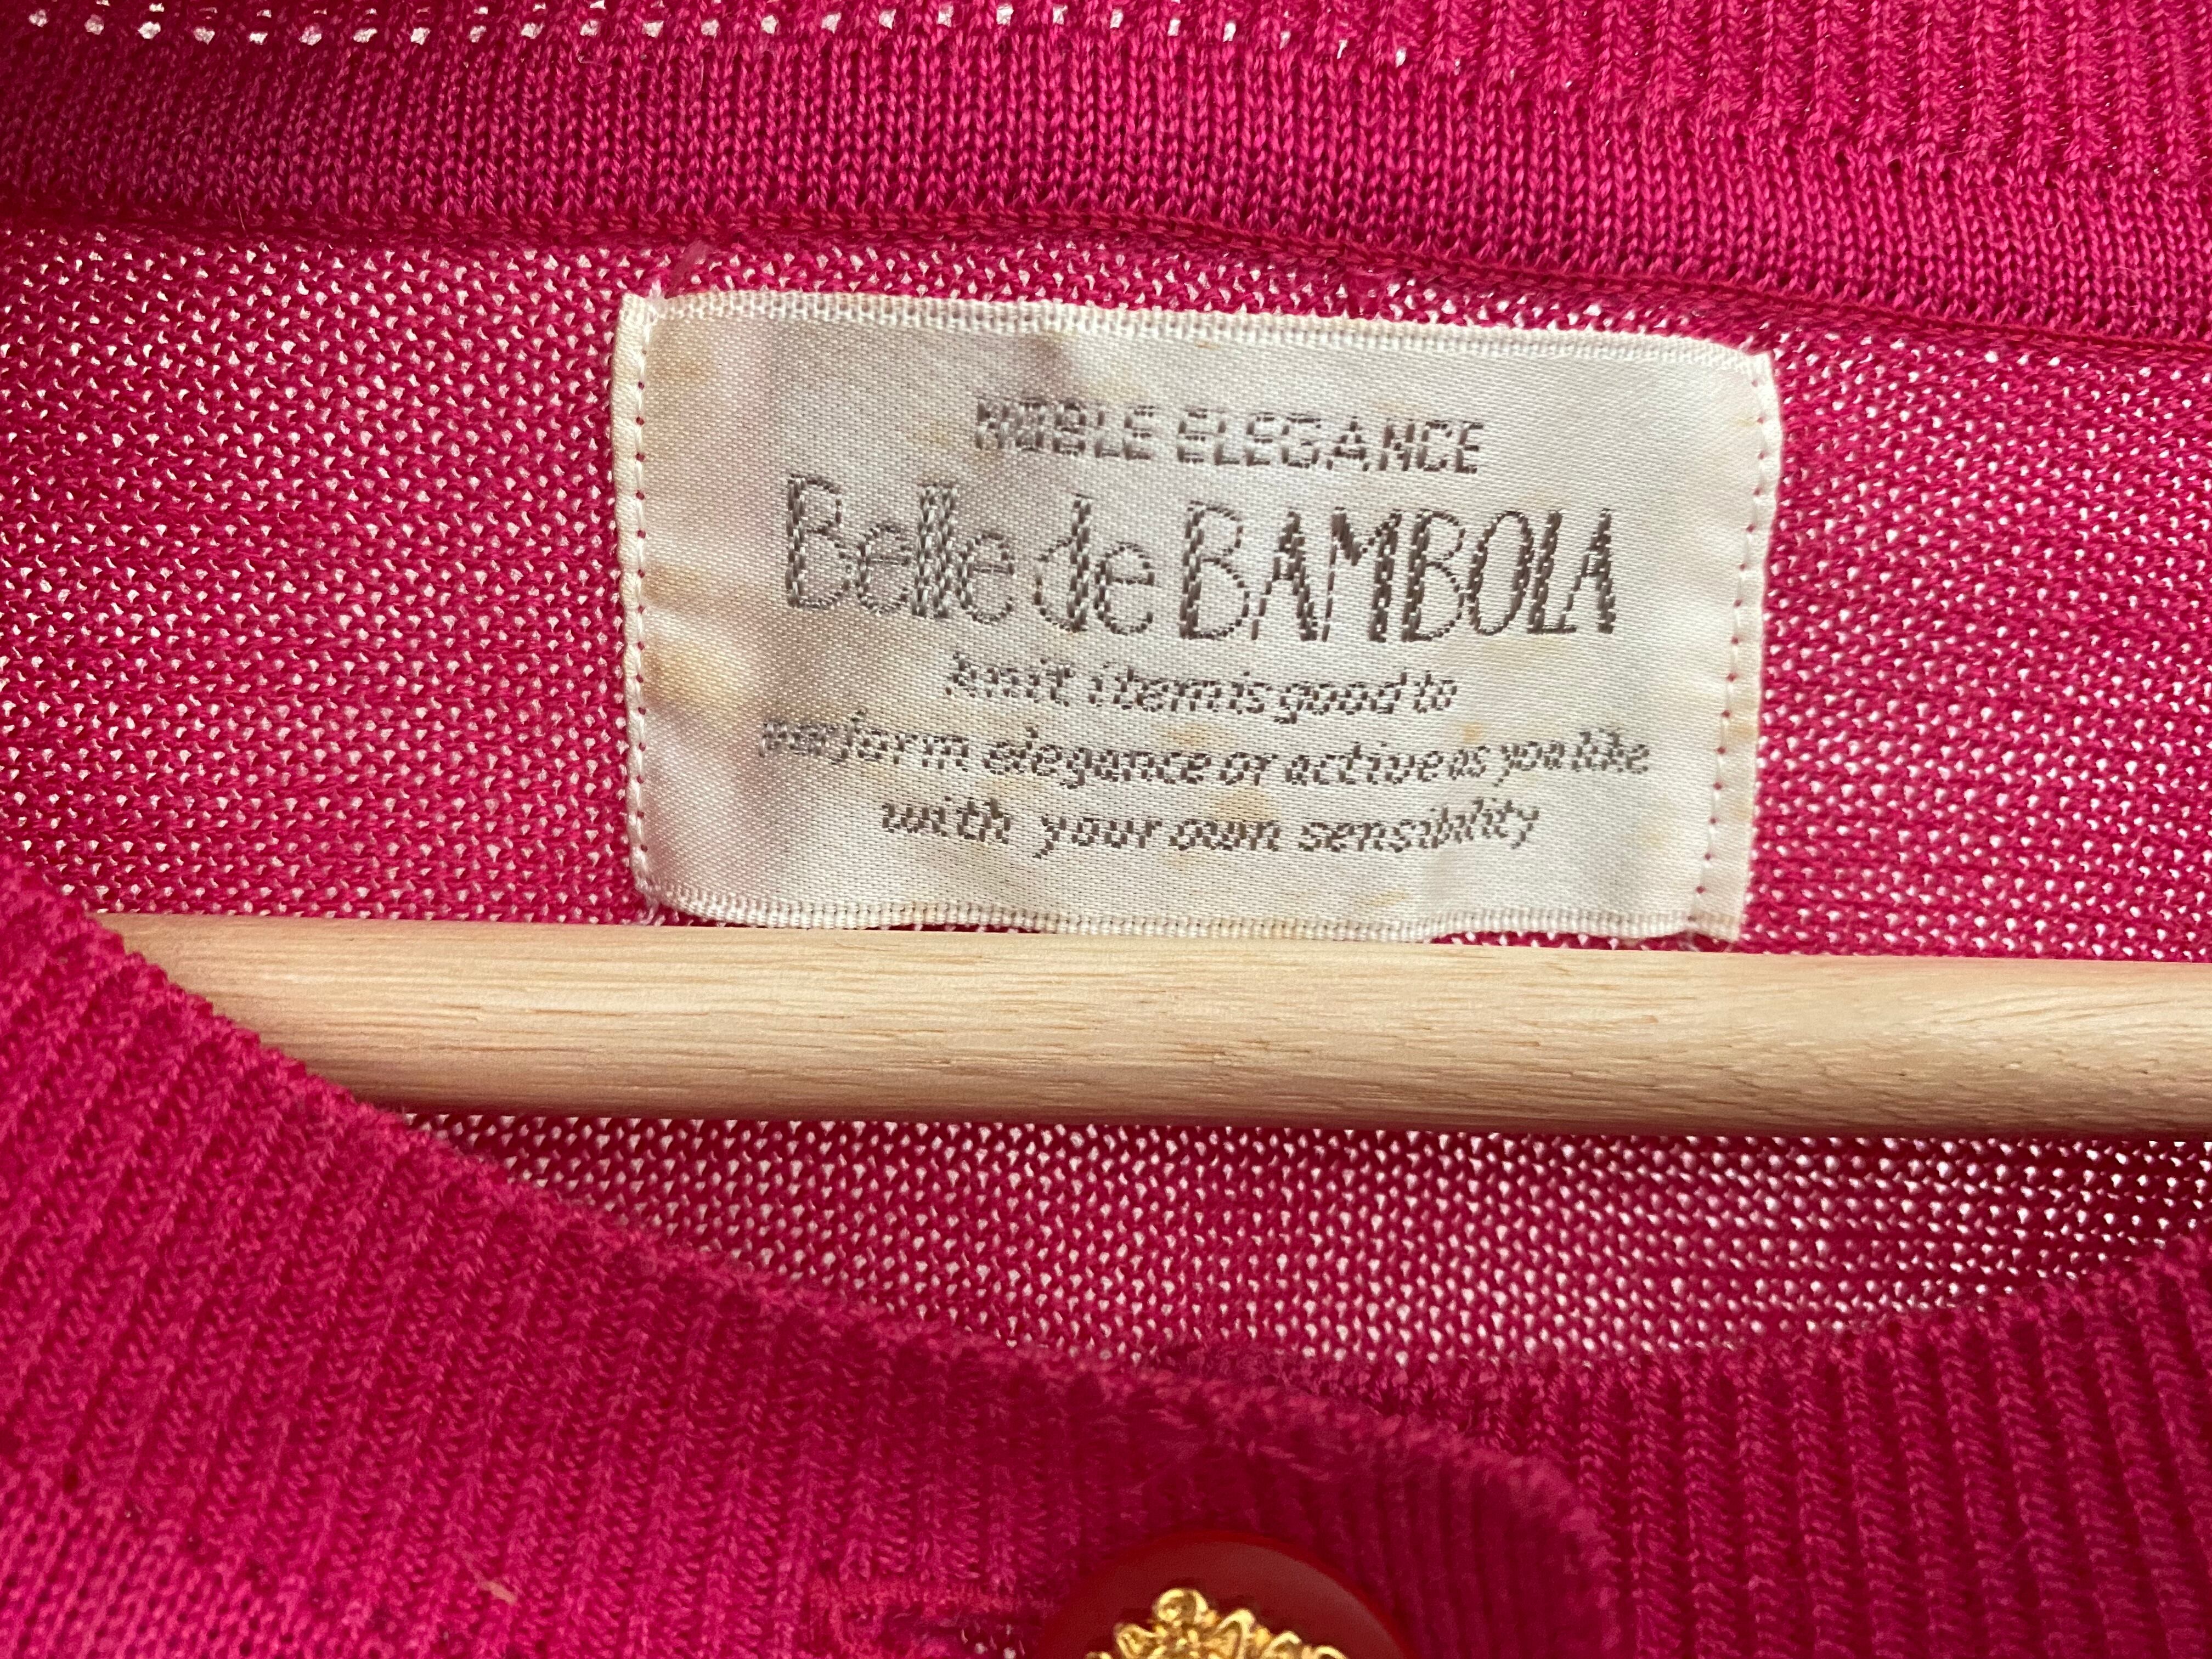 NOBLE ELEGANCE
Belle de BAMBOLA
knit item is good to
perform elegance or active as you like
with your own sensibility